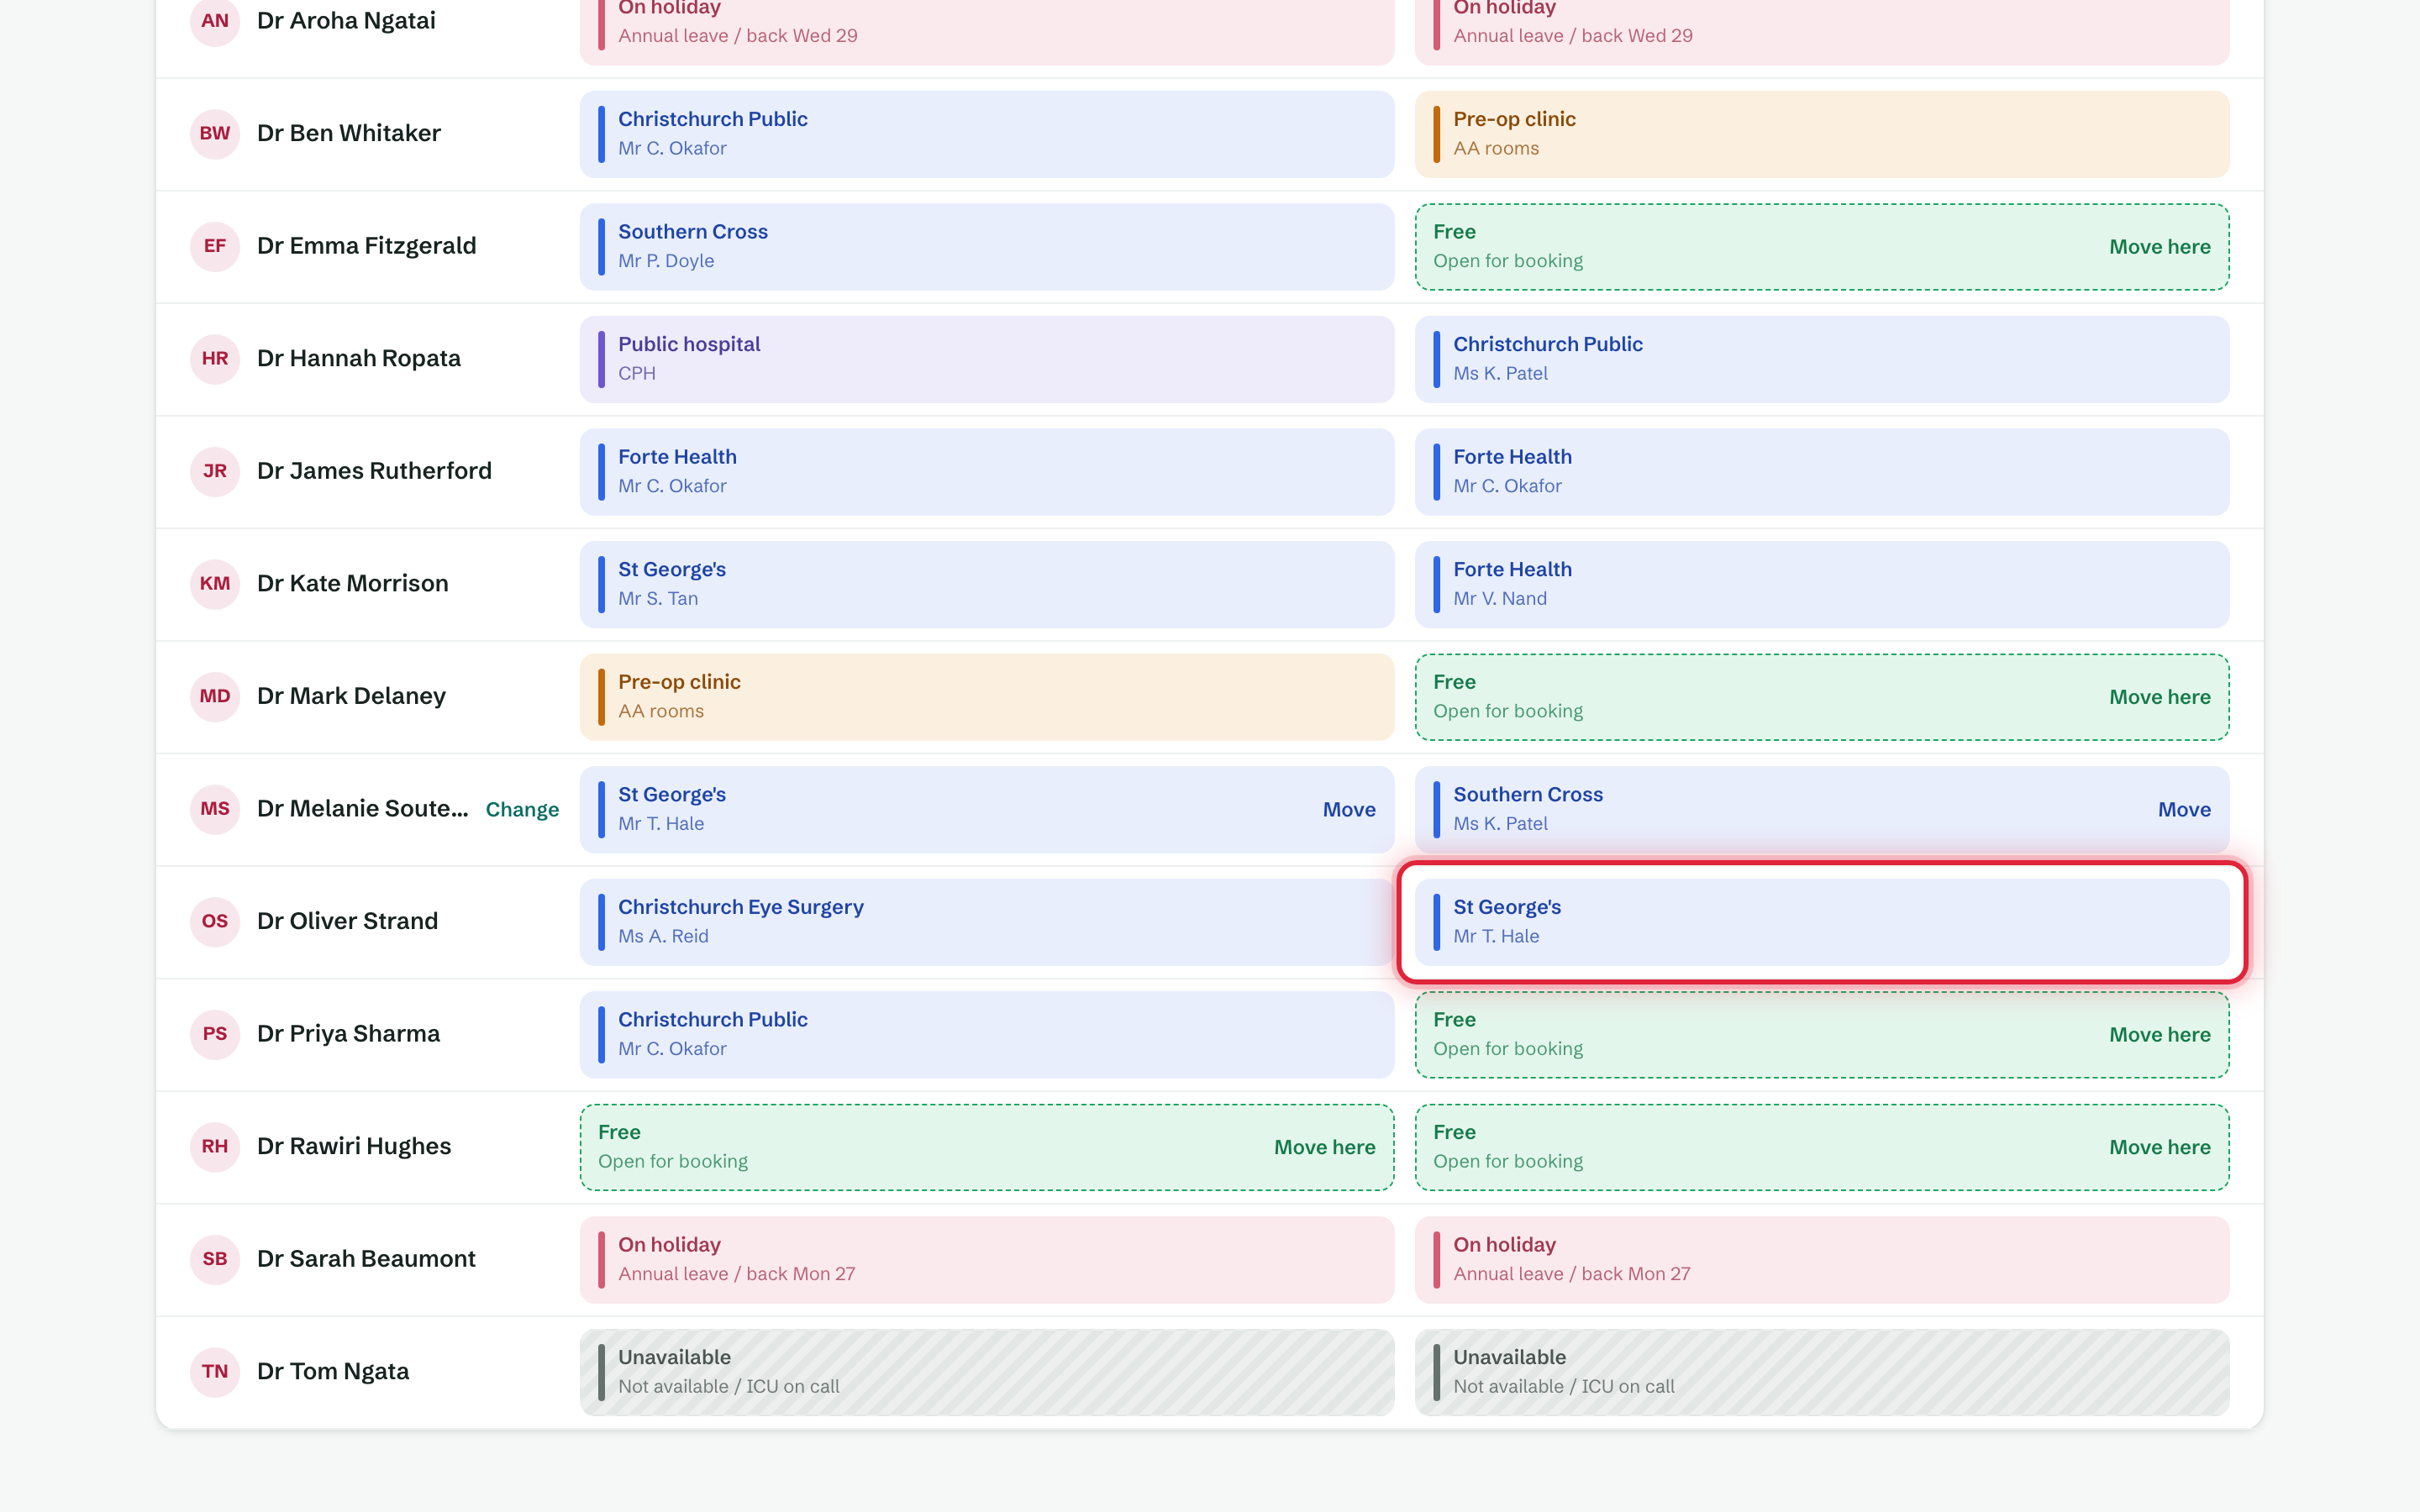 AN Dr Aroha Ngatai On holiday On holiday
Annual leave / back Wed 29 Annual leave / back Wed 29
BW Dr Ben Whitaker Christchurch Public Pre-op clinic
Mr C. Okafor AA rooms
EF Dr Emma Fitzgerald Southern Cross Free Move here
Mr P. Doyle Open for booking
HR Dr Hannah Ropata Public hospital Christchurch Public
CPH Ms K. Patel
JR Dr James Rutherford Forte Health Forte Health
Mr C. Okafor Mr C. Okafor
KM Dr Kate Morrison St George's Forte Health
Mr S. Tan Mr V. Nand
MD Dr Mark Delaney Pre-op clinic Free Move here
AA rooms Open for booking
MS Dr Melanie Soute... Change St George's Move Southern Cross Move
Mr T. Hale Ms K. Patel
OS Dr Oliver Strand Christchurch Eye Surgery St George's
Ms A. Reid Mr T. Hale
PS Dr Priya Sharma Christchurch Public Free Move here
Mr C. Okafor Open for booking
RH Dr Rawiri Hughes Free Move here Free Move here
Open for booking Open for booking
SB Dr Sarah Beaumont On holiday On holiday
Annual leave / back Mon 27 Annual leave / back Mon 27
TN Dr Tom Ngata Unavailable Unavailable
Not available / ICU on call Not available / ICU on call